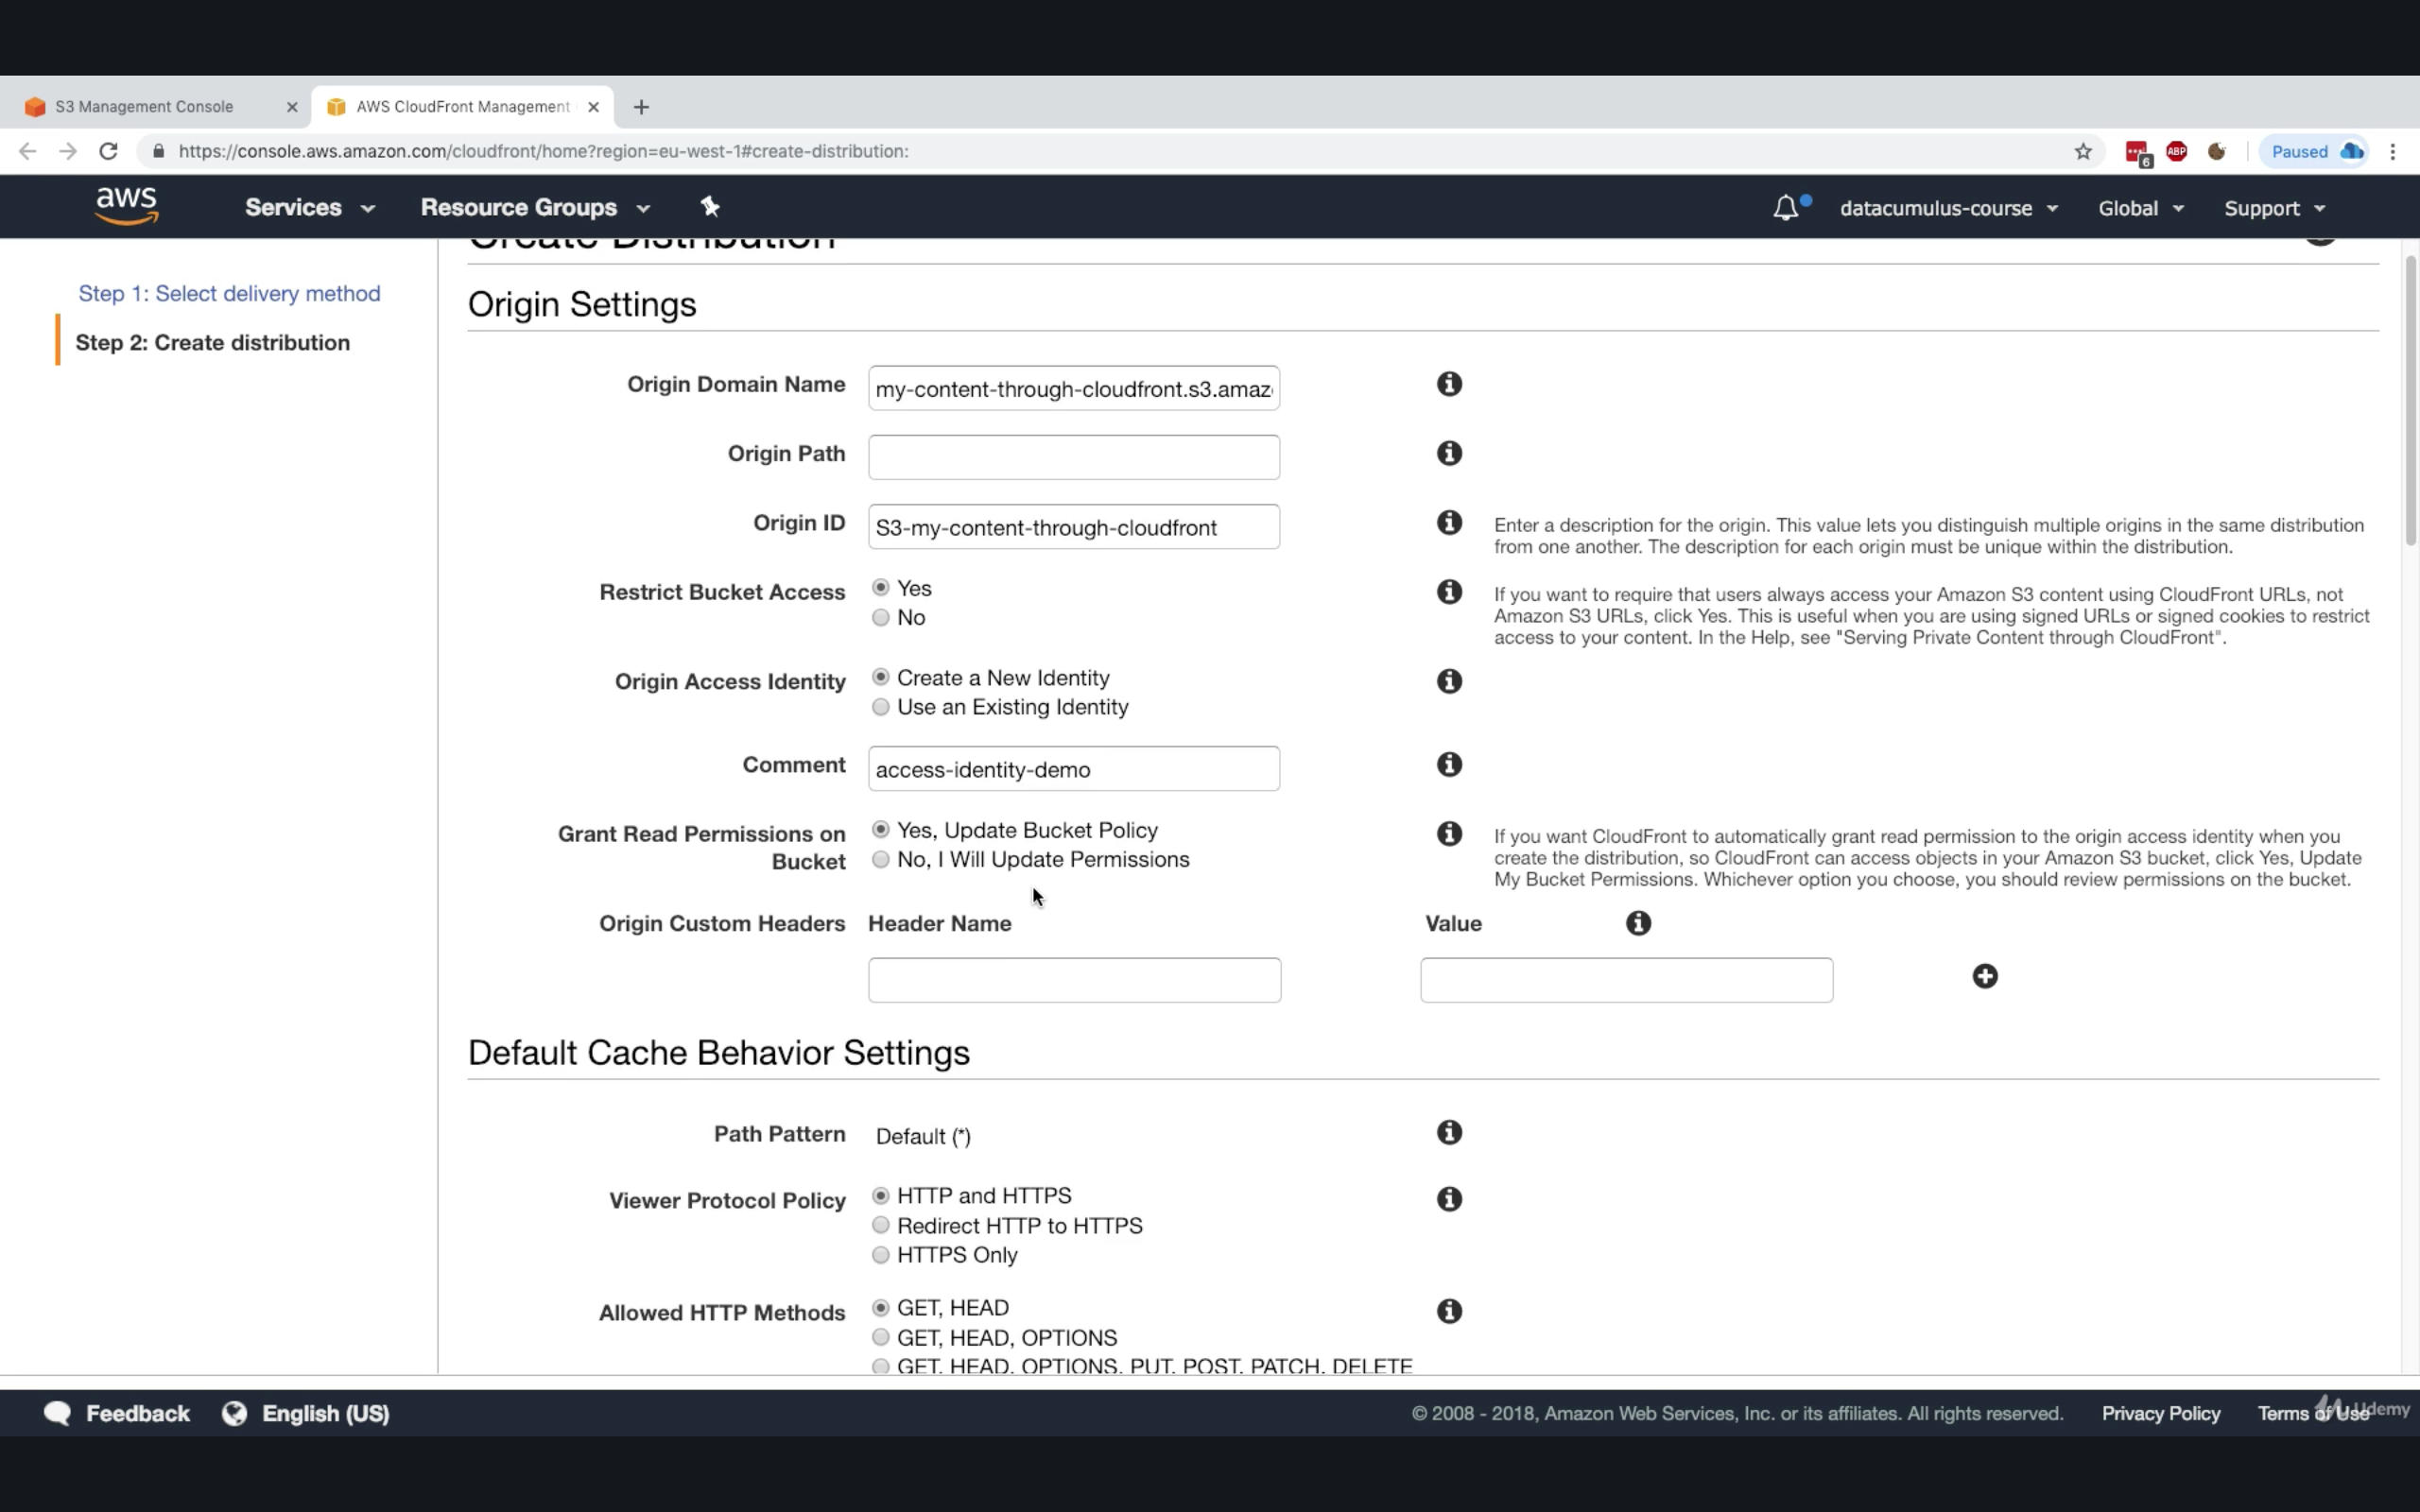 S3 Management Console
AWS CloudFront Management
https://console.aws.amazon.com/cloudfront/home?region=eu-west-1#create-distribution:
6
ABP
Paused
aws
Services
Resource Groups
datacumulus-course
Global
Support
Create Distribution
Step 1: Select delivery method
Step 2: Create distribution
Origin Settings
Origin Domain Name
my-content-through-cloudfront.s3.amaz
Origin Path
Origin ID
S3-my-content-through-cloudfront
Enter a description for the origin. This value lets you distinguish multiple origins in the same distribution
from one another. The description for each origin must be unique within the distribution.
Restrict Bucket Access
Yes
No
If you want to require that users always access your Amazon S3 content using CloudFront URLs, not
Amazon S3 URLs, click Yes. This is useful when you are using signed URLs or signed cookies to restrict
access to your content. In the Help, see "Serving Private Content through CloudFront".
Origin Access Identity
Create a New Identity
Use an Existing Identity
Comment
access-identity-demo
Grant Read Permissions on
Bucket
Yes, Update Bucket Policy
No, I Will Update Permissions
If you want CloudFront to automatically grant read permission to the origin access identity when you
create the distribution, so CloudFront can access objects in your Amazon S3 bucket, click Yes, Update
My Bucket Permissions. Whichever option you choose, you should review permissions on the bucket.
Origin Custom Headers
Header Name
Value
Default Cache Behavior Settings
Path Pattern
Default (*)
Viewer Protocol Policy
HTTP and HTTPS
Redirect HTTP to HTTPS
HTTPS Only
Allowed HTTP Methods
GET, HEAD
GET, HEAD, OPTIONS
GET, HEAD, OPTIONS, PUT, POST, PATCH, DELETE
Feedback
English (US)
© 2008 - 2018, Amazon Web Services, Inc. or its affiliates. All rights reserved.
Privacy Policy
Terms of Use
Udemy